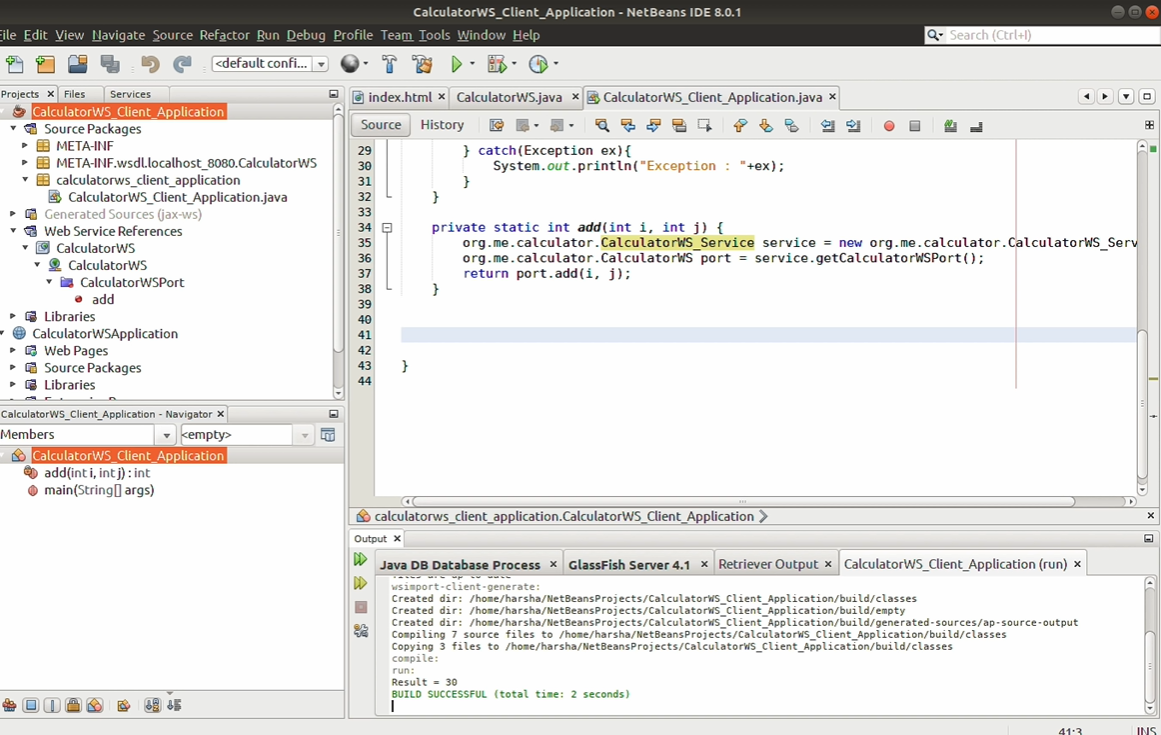 CalculatorWS_Client_Application - NetBeans IDE 8.0.1
ile Edit View Navigate Source Refactor Run Debug Profile Team Tools Window Help
Search (Ctrl+I)
<default confi...
Projects Files Services
CalculatorWS_Client_Application
Source Packages
META-INF
META-INF.wsdl.localhost_8080.CalculatorWS
calculatorws_client_application
CalculatorWS_Client_Application.java
Generated Sources (jax-ws)
Web Service References
CalculatorWS
CalculatorWS
CalculatorWSPort
add
Libraries
CalculatorWSApplication
Web Pages
Source Packages
Libraries
CalculatorWS_Client_Application - Navigator
Members <empty>
CalculatorWS_Client_Application
add(int i, int j) : int
main(String[] args)
index.html CalculatorWS.java CalculatorWS_Client_Application.java
Source History
29 } catch(Exception ex){
30 System.out.println("Exception : "+ex);
31 }
32 }
33
34 private static int add(int i, int j) {
35 org.me.calculator.CalculatorWS_Service service = new org.me.calculator.CalculatorWS_Serv
36 org.me.calculator.CalculatorWS port = service.getCalculatorWSPort();
37 return port.add(i, j);
38 }
39
40
41
42
43 }
44
calculatorws_client_application.CalculatorWS_Client_Application
Output
Java DB Database Process GlassFish Server 4.1 Retriever Output CalculatorWS_Client_Application (run)
files are up to date
wsimport-client-generate:
Created dir: /home/harsha/NetBeansProjects/CalculatorWS_Client_Application/build/classes
Created dir: /home/harsha/NetBeansProjects/CalculatorWS_Client_Application/build/empty
Created dir: /home/harsha/NetBeansProjects/CalculatorWS_Client_Application/build/generated-sources/ap-source-output
Compiling 7 source files to /home/harsha/NetBeansProjects/CalculatorWS_Client_Application/build/classes
Copying 3 files to /home/harsha/NetBeansProjects/CalculatorWS_Client_Application/build/classes
compile:
run:
Result = 30
BUILD SUCCESSFUL (total time: 2 seconds)
41:3 INS